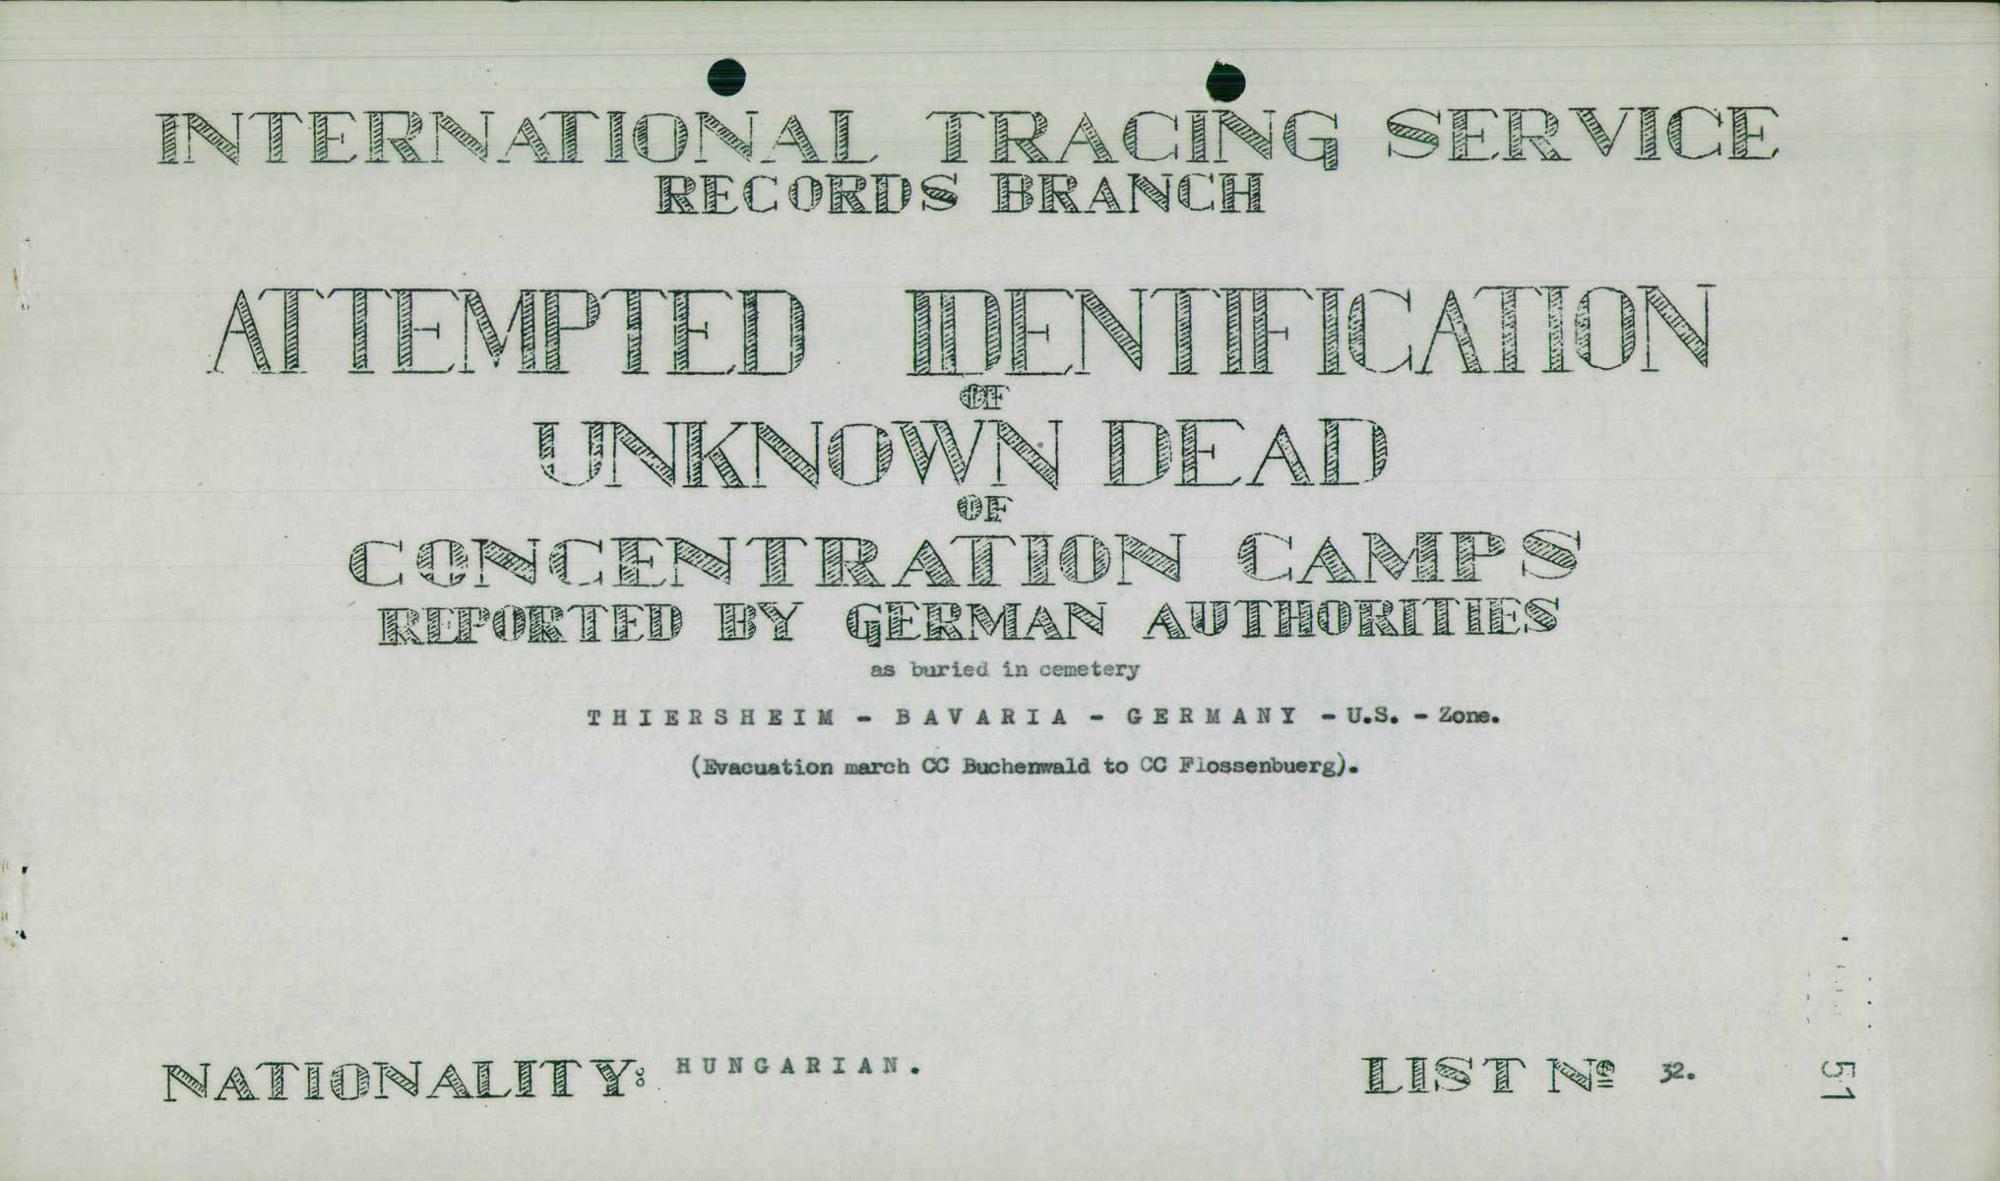 INTERNATIONAL TRACING SERVICE
RECORDS BRANCH
ATTEMPTED IDENTIFICATION
OF
UNKNOWN DEAD
OF
CONCENTRATION CAMPS
REPORTED BY GERMAN AUTHORITIES
as buried in cemetery
THIERSHEIM - BAVARIA - GERMANY - U.S. - Zone.
(Evacuation march CC Buchenwald to CC Flossenbuerg).
NATIONALITY: HUNGARIAN.
LIST Nº 32.
51